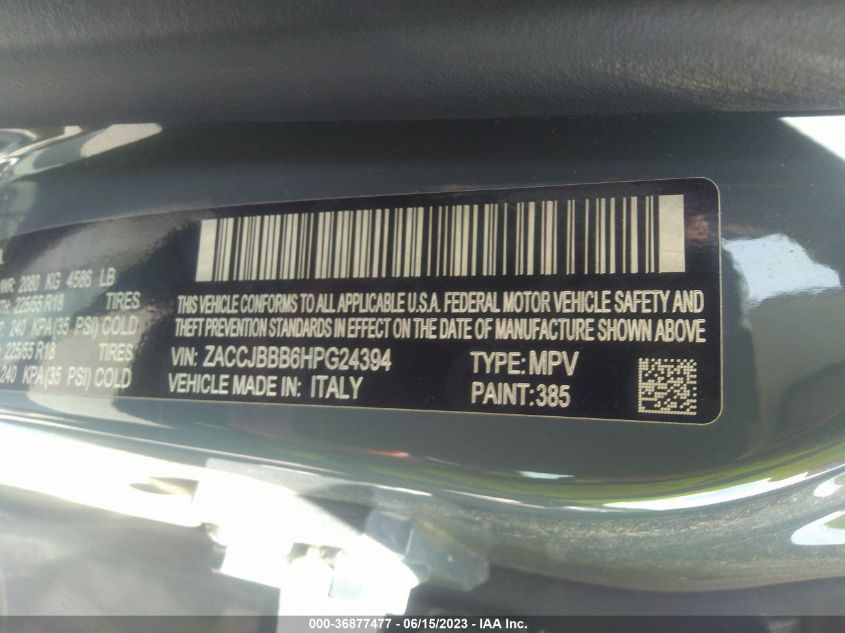 L
WR: 2080 KG 4586 LB
TH: 225/55 R18 TIRES
T: 240 KPA(35 PSI) COLD
225/55 R18 TIRES
240 KPA(35 PSI) COLD
THIS VEHICLE CONFORMS TO ALL APPLICABLE U.S.A. FEDERAL MOTOR VEHICLE SAFETY AND
THEFT PREVENTION STANDARDS IN EFFECT ON THE DATE OF MANUFACTURE SHOWN ABOVE
VIN: ZACCJBBB6HPG24394 TYPE: MPV
VEHICLE MADE IN: ITALY PAINT: 385
000-36877477 - 06/15/2023 - IAA Inc.